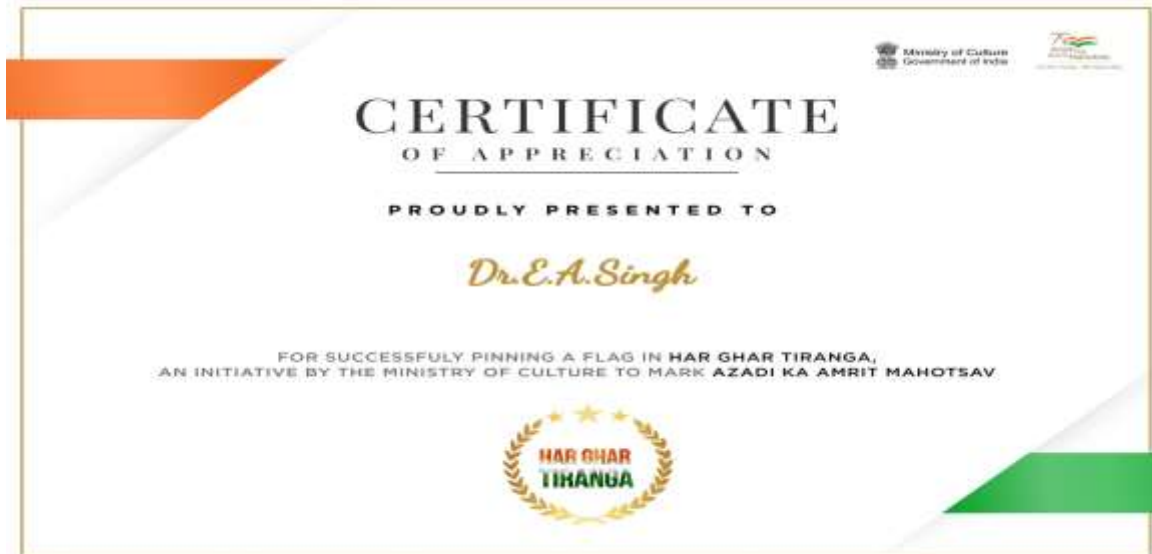 Ministry of Culture
Government of India
CERTIFICATE
OF APPRECIATION
PROUDLY PRESENTED TO
Dr.E.A.Singh
FOR SUCCESSFULY PINNING A FLAG IN HAR GHAR TIRANGA,
AN INITIATIVE BY THE MINISTRY OF CULTURE TO MARK AZADI KA AMRIT MAHOTSAV
HAR GHAR
TIRANGA